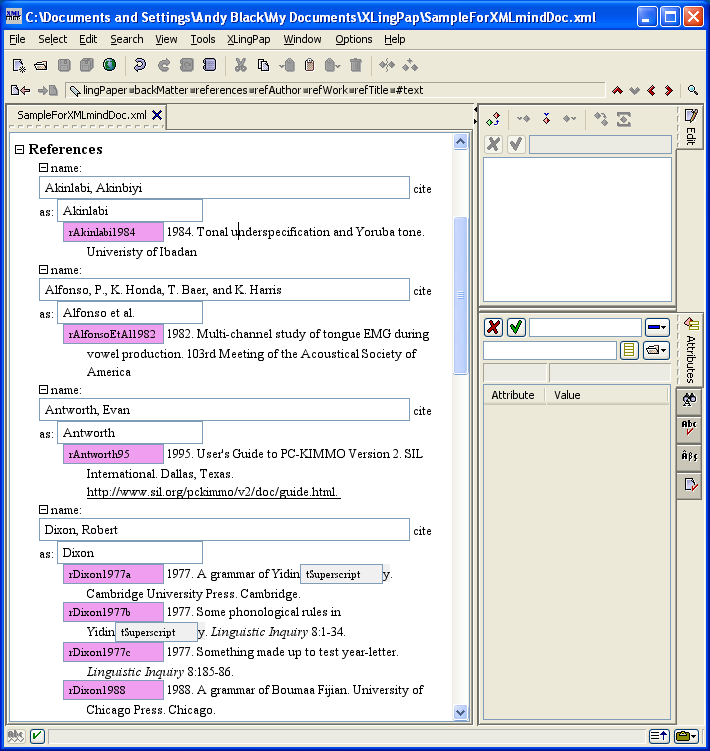 C:\Documents and Settings\Andy Black\My Documents\XLingPap\SampleForXMLmindDoc.xml
File Select Edit Search View Tools XLingPap Window Options Help
lingPaper backMatter references refAuthor refWork refTitle #text
SampleForXMLmindDoc.xml
References
name:
Akinlabi, Akinbiyi cite
as: Akinlabi
rAkinlabi1984 1984. Tonal underspecification and Yoruba tone.
Univeristy of Ibadan
name:
Alfonso, P., K. Honda, T. Baer, and K. Harris cite
as: Alfonso et al.
rAlfonsoEtAl1982 1982. Multi-channel study of tongue EMG during
vowel production. 103rd Meeting of the Acoustical Society of
America
name:
Antworth, Evan cite
as: Antworth
rAntworth95 1995. User's Guide to PC-KIMMO Version 2. SIL
International. Dallas, Texas.
http://www.sil.org/pckimmo/v2/doc/guide.html.
name:
Dixon, Robert cite
as: Dixon
rDixon1977a 1977. A grammar of Yidin tSuperscript y.
Cambridge University Press. Cambridge.
rDixon1977b 1977. Some phonological rules in
Yidin tSuperscript y. Linguistic Inquiry 8:1-34.
rDixon1977c 1977. Something made up to test year-letter.
Linguistic Inquiry 8:185-86.
rDixon1988 1988. A grammar of Boumaa Fijian. University of
Chicago Press. Chicago.
Edit
Attributes
Attribute Value
Abc
Âβς
abc